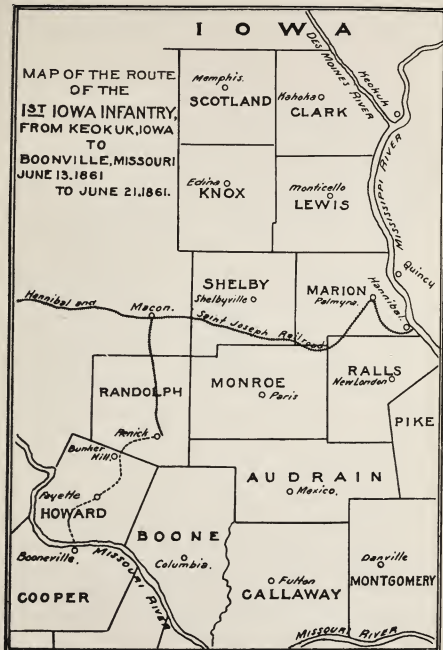 IOWA
MAP OF THE ROUTE
OF THE
1ST IOWA INFANTRY,
FROM KEOKUK, IOWA
TO
BOONVILLE, MISSOURI
JUNE 13. 1861
TO JUNE 21. 1861.
Memphis.
SCOTLAND
Kahoka
CLARK
DES MOINES RIVER
Keokuk
Edina
KNOX
Monticello
LEWIS
MISSISSIPPI RIVER
Quincy
SHELBY
Shelbyville
MARION
Palmyra.
Hannibal.
Hannibal and
Macon.
Saint Joseph Railroad
RANDOLPH
MONROE
Paris
RALLS
New London
PIKE
Renick
Bunker
Hill.
Fayette
HOWARD
AUDRAIN
Mexico.
BOONE
Columbia.
Booneville.
MISSOURI RIVER
COOPER
Fulton
CALLAWAY
Danville
MONTGOMERY
MISSOURI RIVER